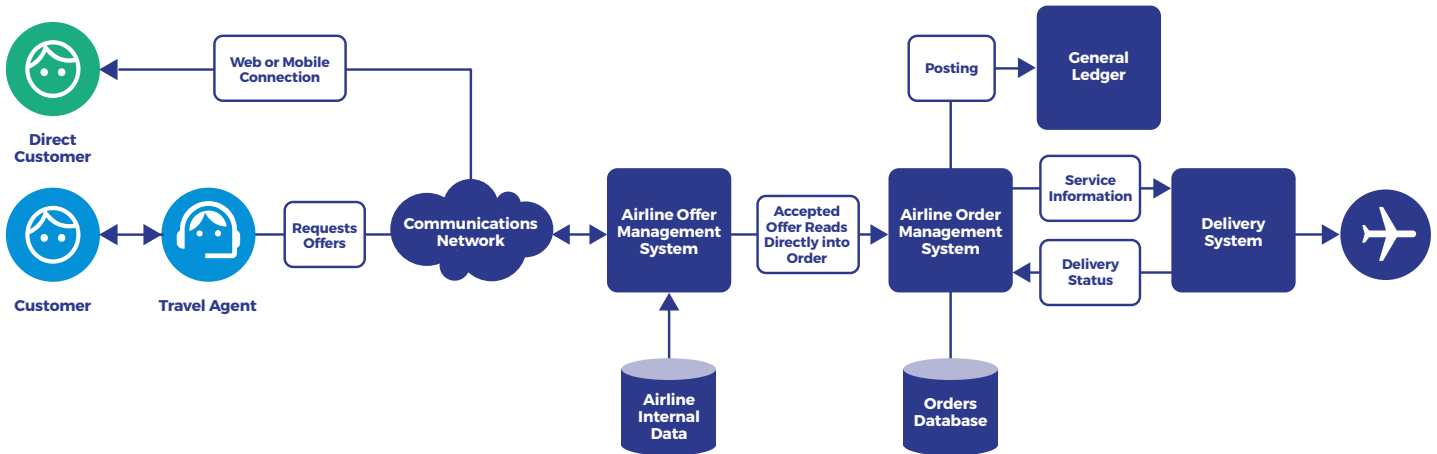 Web or Mobile
Connection
Direct
Customer
Customer
Travel Agent
Requests
Offers
Communications
Network
Airline Offer
Management
System
Airline
Internal
Data
Accepted
Offer Reads
Directly into
Order
Airline Order
Management
System
Orders
Database
Posting
General
Ledger
Service
Information
Delivery
Status
Delivery
System